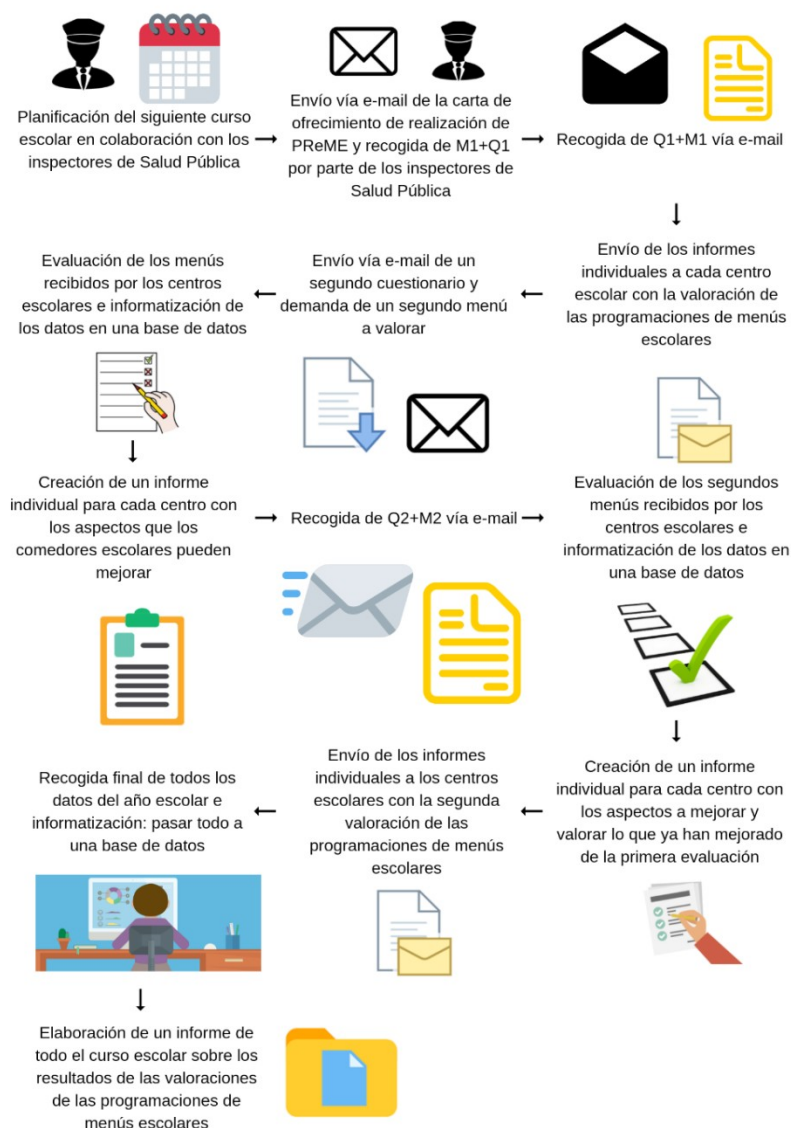 Planificación del siguiente curso
escolar en colaboración con los
inspectores de Salud Pública
Envío vía e-mail de la carta de
ofrecimiento de realización de
PReME y recogida de M1+Q1
por parte de los inspectores de
Salud Pública
Recogida de Q1+M1 vía e-mail
Envío de los informes
individuales a cada centro
escolar con la valoración de
las programaciones de menús
escolares
Envío vía e-mail de un
segundo cuestionario y
demanda de un segundo menú
a valorar
Evaluación de los menús
recibidos por los centros
escolares e informatización de
los datos en una base de datos
Creación de un informe
individual para cada centro con
los aspectos que los
comedores escolares pueden
mejorar
Recogida de Q2+M2 vía e-mail
Evaluación de los segundos
menús recibidos por los
centros escolares e
informatización de los datos en
una base de datos
Creación de un informe
individual para cada centro con
los aspectos a mejorar y
valorar lo que ya han mejorado
de la primera evaluación
Envío de los informes
individuales a los centros
escolares con la segunda
valoración de las
programaciones de menús
escolares
Recogida final de todos los
datos del año escolar e
informatización: pasar todo a
una base de datos
Elaboración de un informe de
todo el curso escolar sobre los
resultados de las valoraciones
de las programaciones de
menús escolares